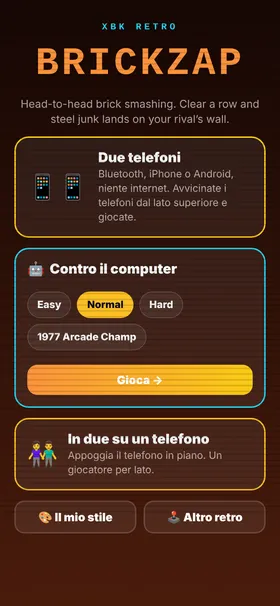 XBK RETRO
BRICKZAP
Head-to-head brick smashing. Clear a row and
steel junk lands on your rival's wall.
Due telefoni
Bluetooth, iPhone o Android,
niente internet. Avvicinate i
telefoni dal lato superiore e
giocate.
Contro il computer
Easy
Normal
Hard
1977 Arcade Champ
Gioca →
In due su un telefono
Appoggia il telefono in piano. Un
giocatore per lato.
Il mio stile
Altro retro